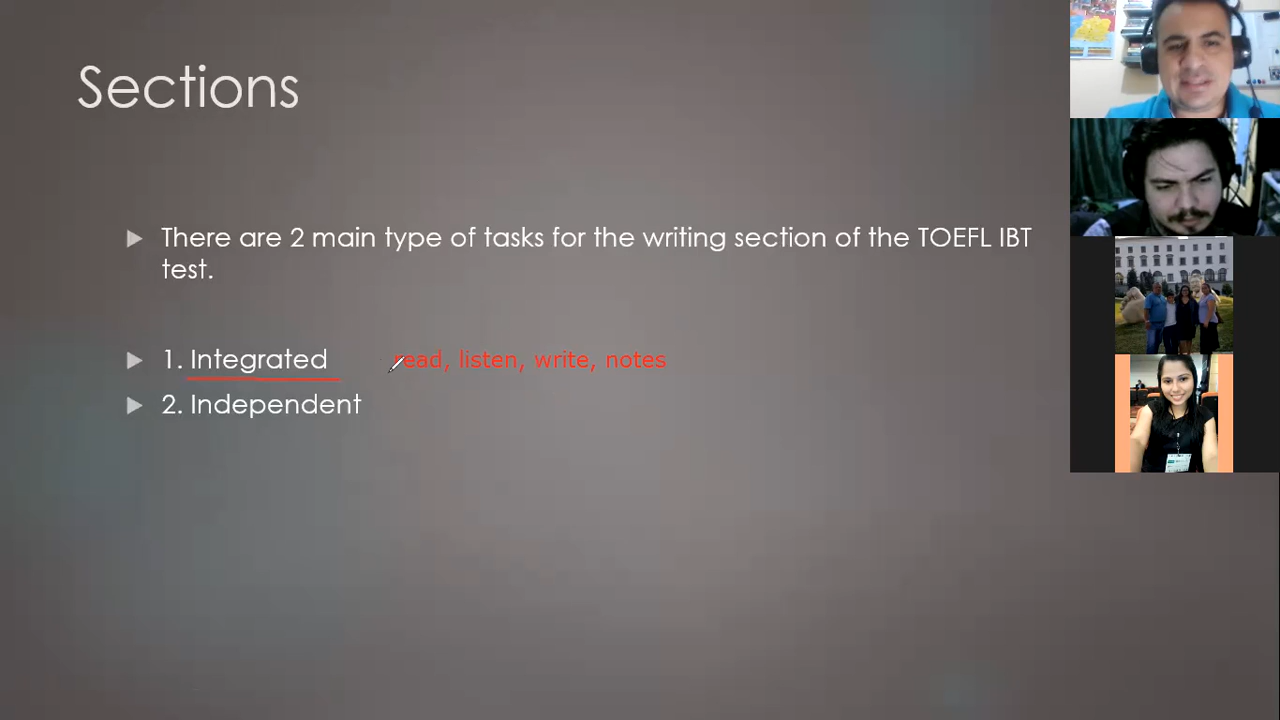 Sections
There are 2 main type of tasks for the writing section of the TOEFL IBT
test.
1. Integrated read, listen, write, notes
2. Independent